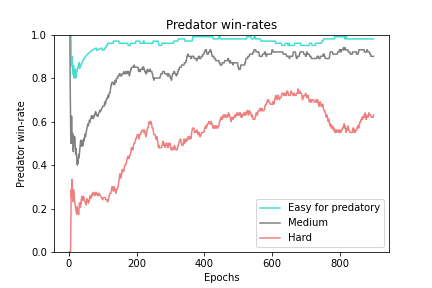 Predator win-rates
Predator win-rate
1.0
0.8
0.6
0.4
0.2
0.0
0
200
400
600
800
Epochs
Easy for predatory
Medium
Hard